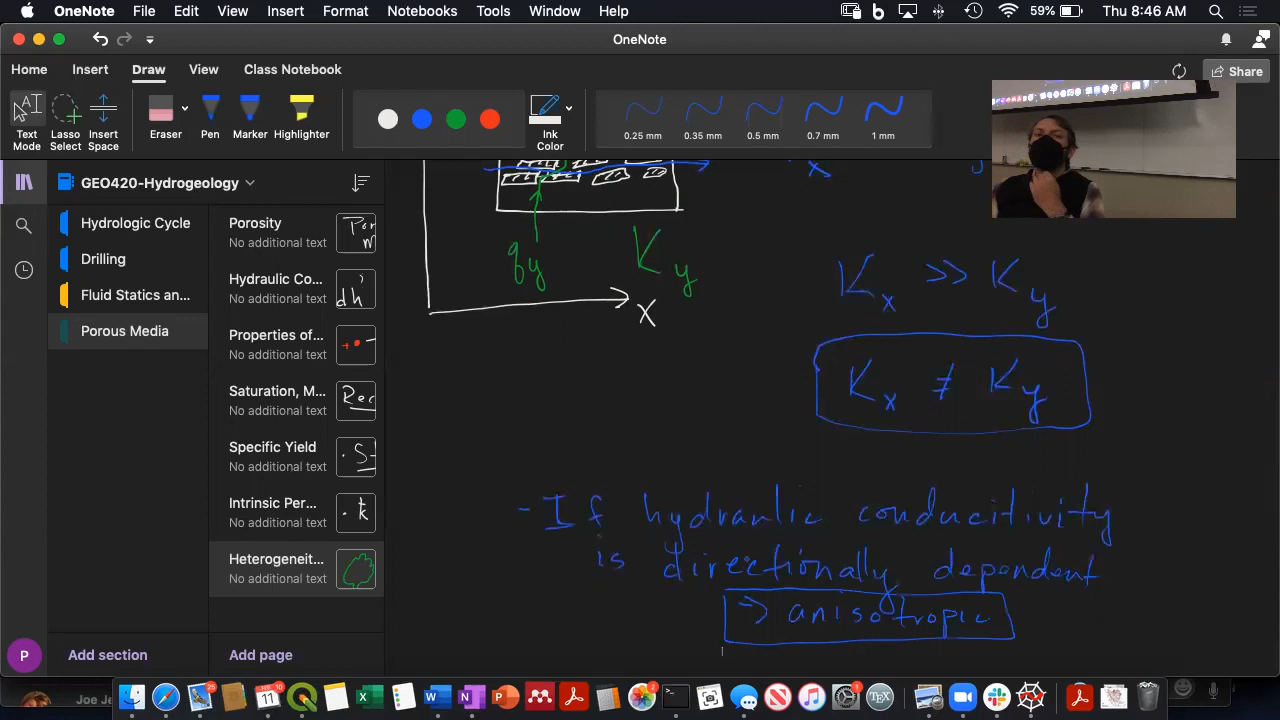 OneNote File Edit View Insert Format Notebooks Tools Window Help 59% Thu 8:46 AM
OneNote
Home Insert Draw View Class Notebook Share
Text Mode Lasso Select Insert Space Eraser Pen Marker Highlighter Ink Color 0.25 mm 0.35 mm 0.5 mm 0.7 mm 1 mm
GEO420-Hydrogeology
Hydrologic Cycle
Drilling
Fluid Statics an...
Porous Media
Porosity
No additional text
Hydraulic Co...
No additional text
dh
Properties of...
No additional text
Saturation, M...
No additional text
Rec
Specific Yield
No additional text
S
Intrinsic Per...
No additional text
k
Heterogeneit...
No additional text
P
Add section
Add page
x
qy
Ky
x
Kx >> Ky
Kx ≠ Ky
- If hydraulic conducitivity
is directionally dependent
⇒ anisotropic
Joe Je